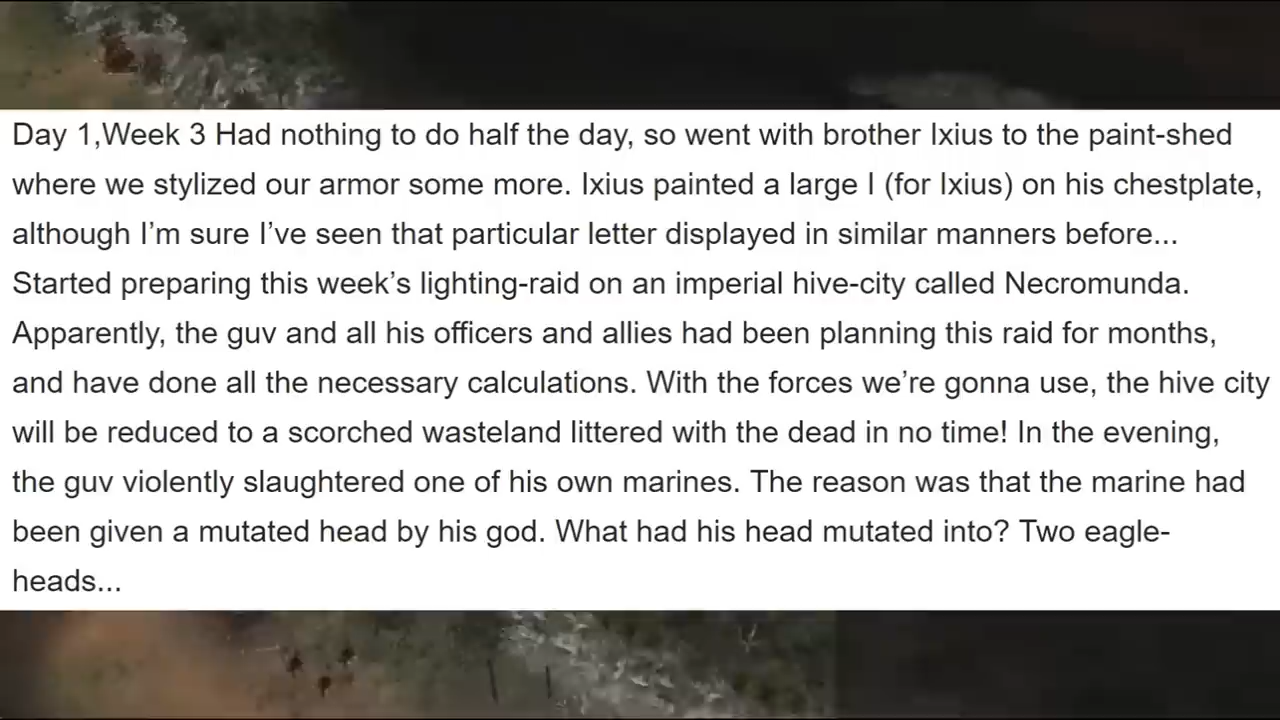 Day 1,Week 3 Had nothing to do half the day, so went with brother Ixius to the paint-shed
where we stylized our armor some more. Ixius painted a large I (for Ixius) on his chestplate,
although I’m sure I’ve seen that particular letter displayed in similar manners before...
Started preparing this week’s lighting-raid on an imperial hive-city called Necromunda.
Apparently, the guv and all his officers and allies had been planning this raid for months,
and have done all the necessary calculations. With the forces we’re gonna use, the hive city
will be reduced to a scorched wasteland littered with the dead in no time! In the evening,
the guv violently slaughtered one of his own marines. The reason was that the marine had
been given a mutated head by his god. What had his head mutated into? Two eagle-
heads...